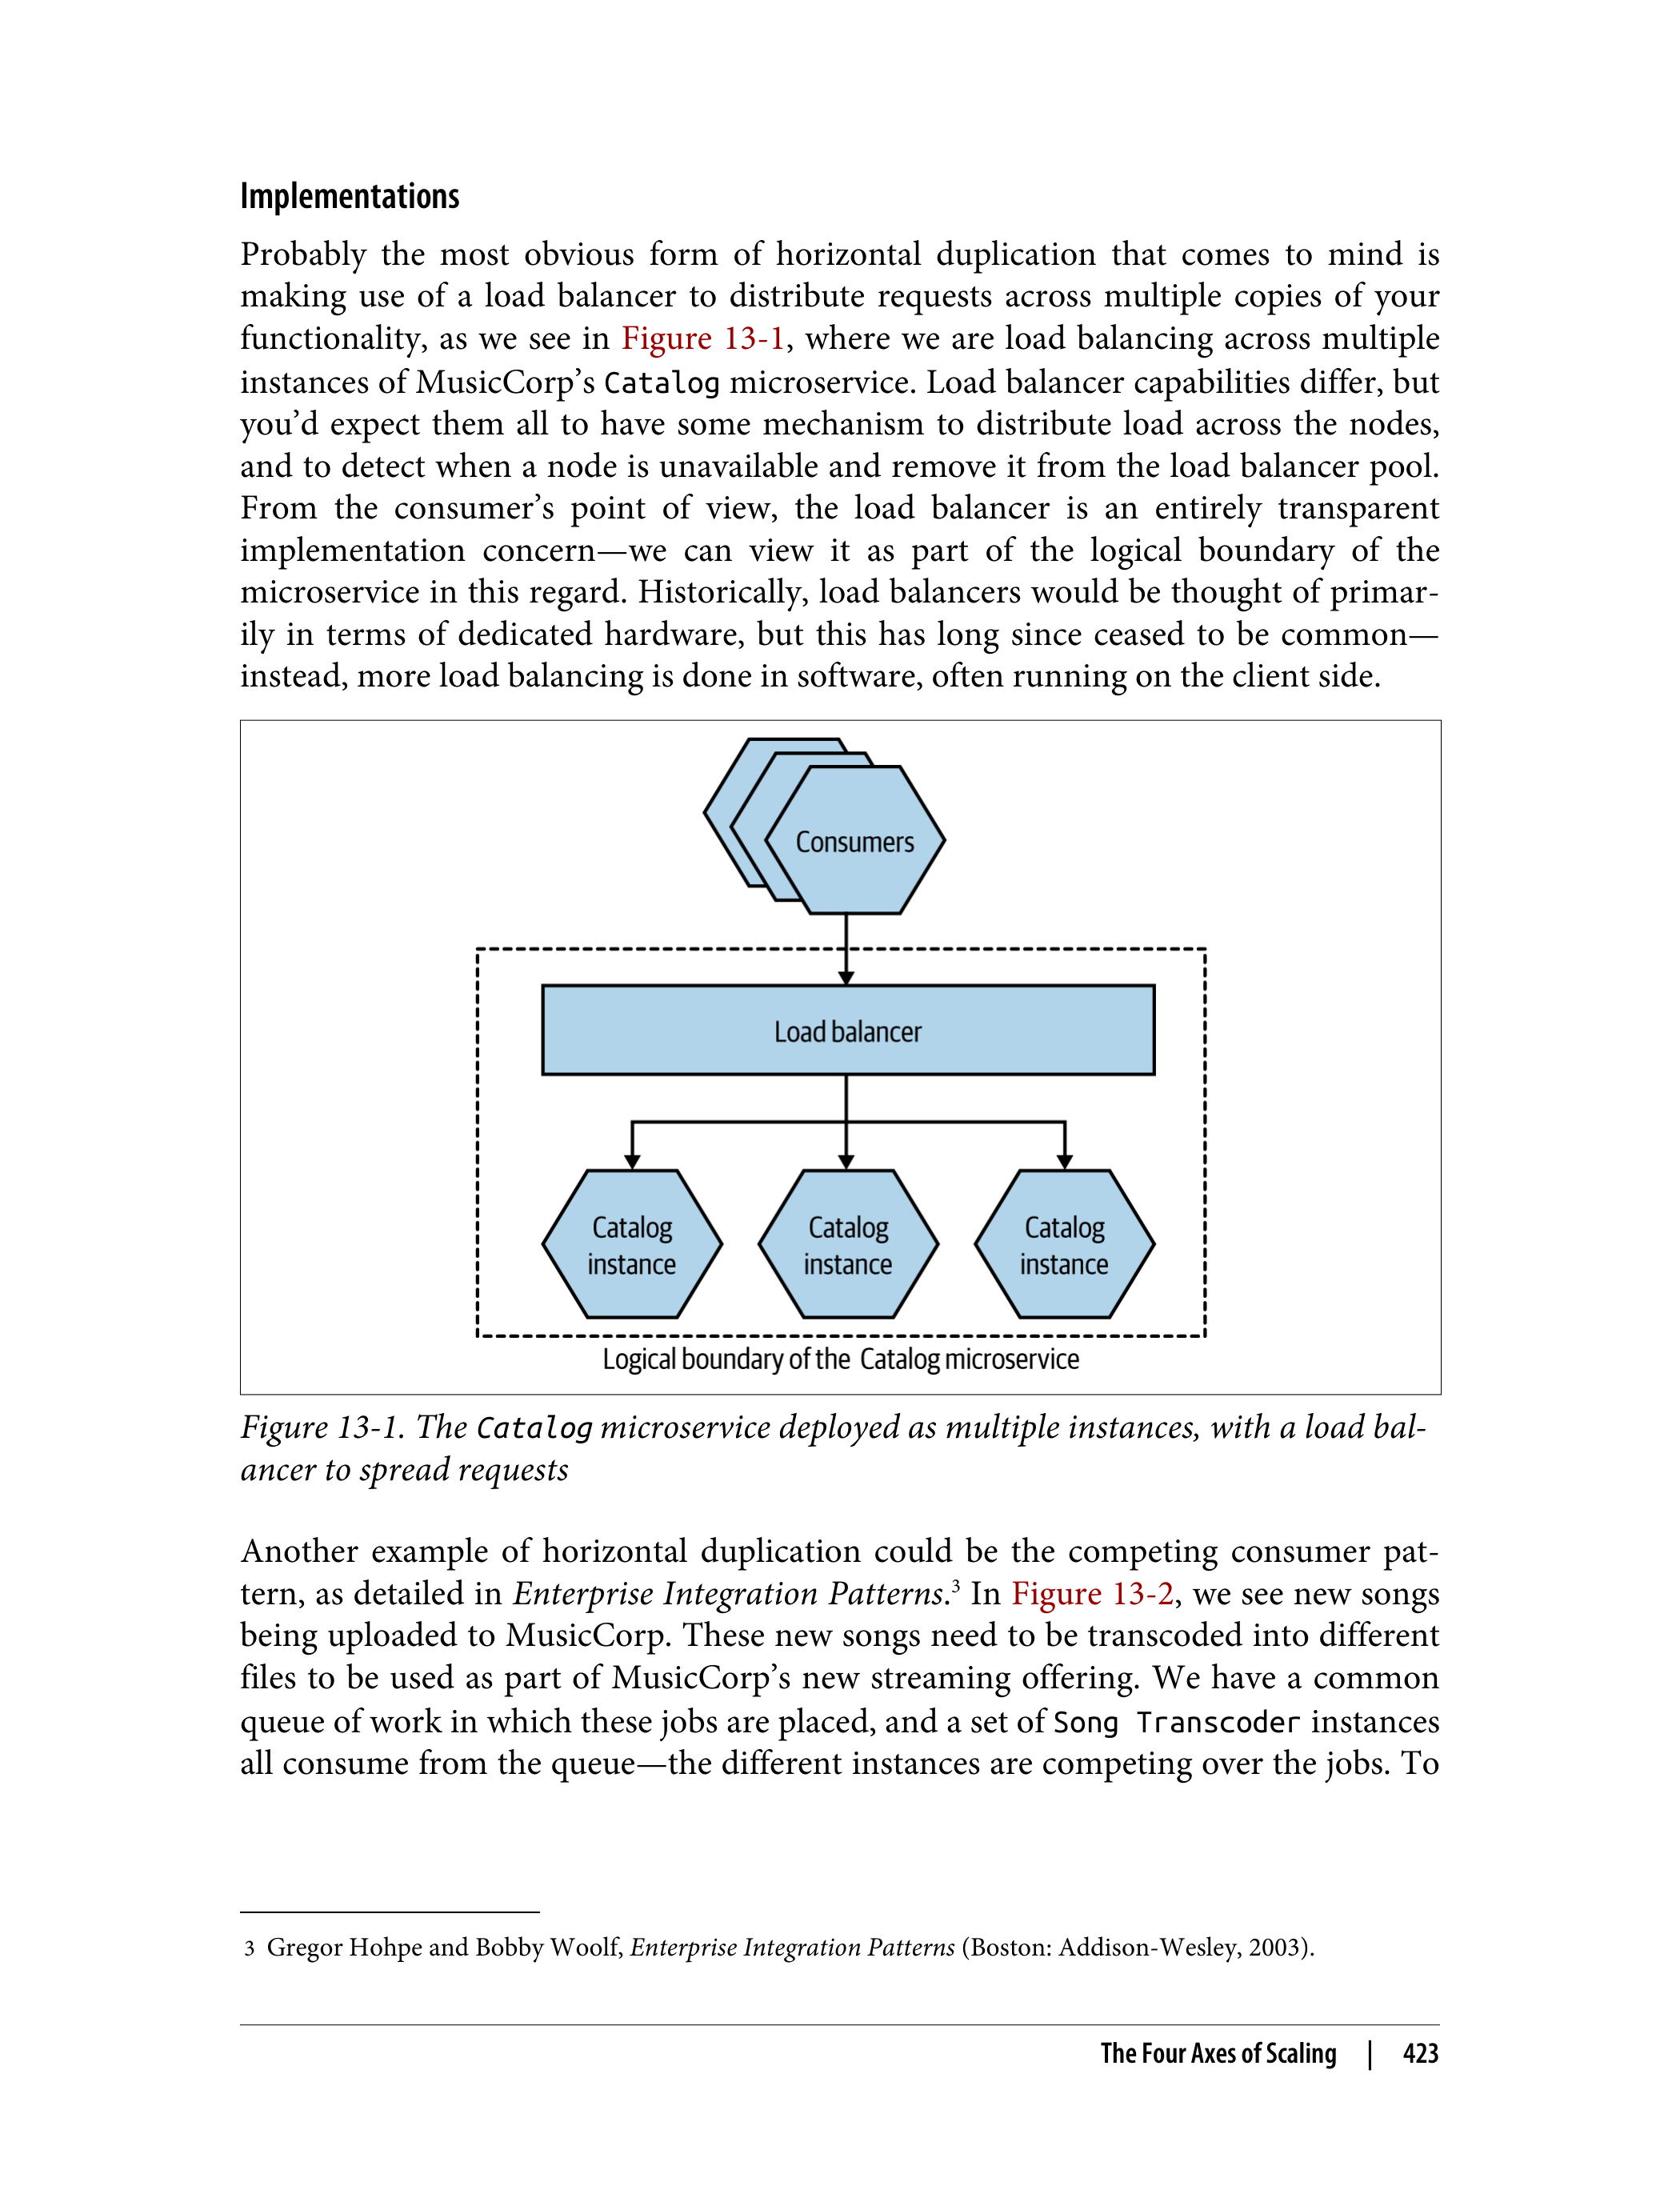 Implementations
Probably the most obvious form of horizontal duplication that comes to mind is
making use of a load balancer to distribute requests across multiple copies of your
functionality, as we see in Figure 13-1, where we are load balancing across multiple
instances of MusicCorp’s Catalog microservice. Load balancer capabilities differ, but
you’d expect them all to have some mechanism to distribute load across the nodes,
and to detect when a node is unavailable and remove it from the load balancer pool.
From the consumer’s point of view, the load balancer is an entirely transparent
implementation concern—we can view it as part of the logical boundary of the
microservice in this regard. Historically, load balancers would be thought of primar-
ily in terms of dedicated hardware, but this has long since ceased to be common—
instead, more load balancing is done in software, often running on the client side.
Consumers
Load balancer
Catalog
instance
Catalog
instance
Catalog
instance
Logical boundary of the Catalog microservice
Figure 13-1. The Catalog microservice deployed as multiple instances, with a load bal-
ancer to spread requests
Another example of horizontal duplication could be the competing consumer pat-
tern, as detailed in Enterprise Integration Patterns.3 In Figure 13-2, we see new songs
being uploaded to MusicCorp. These new songs need to be transcoded into different
files to be used as part of MusicCorp’s new streaming offering. We have a common
queue of work in which these jobs are placed, and a set of Song Transcoder instances
all consume from the queue—the different instances are competing over the jobs. To
3 Gregor Hohpe and Bobby Woolf, Enterprise Integration Patterns (Boston: Addison-Wesley, 2003).
The Four Axes of Scaling | 423